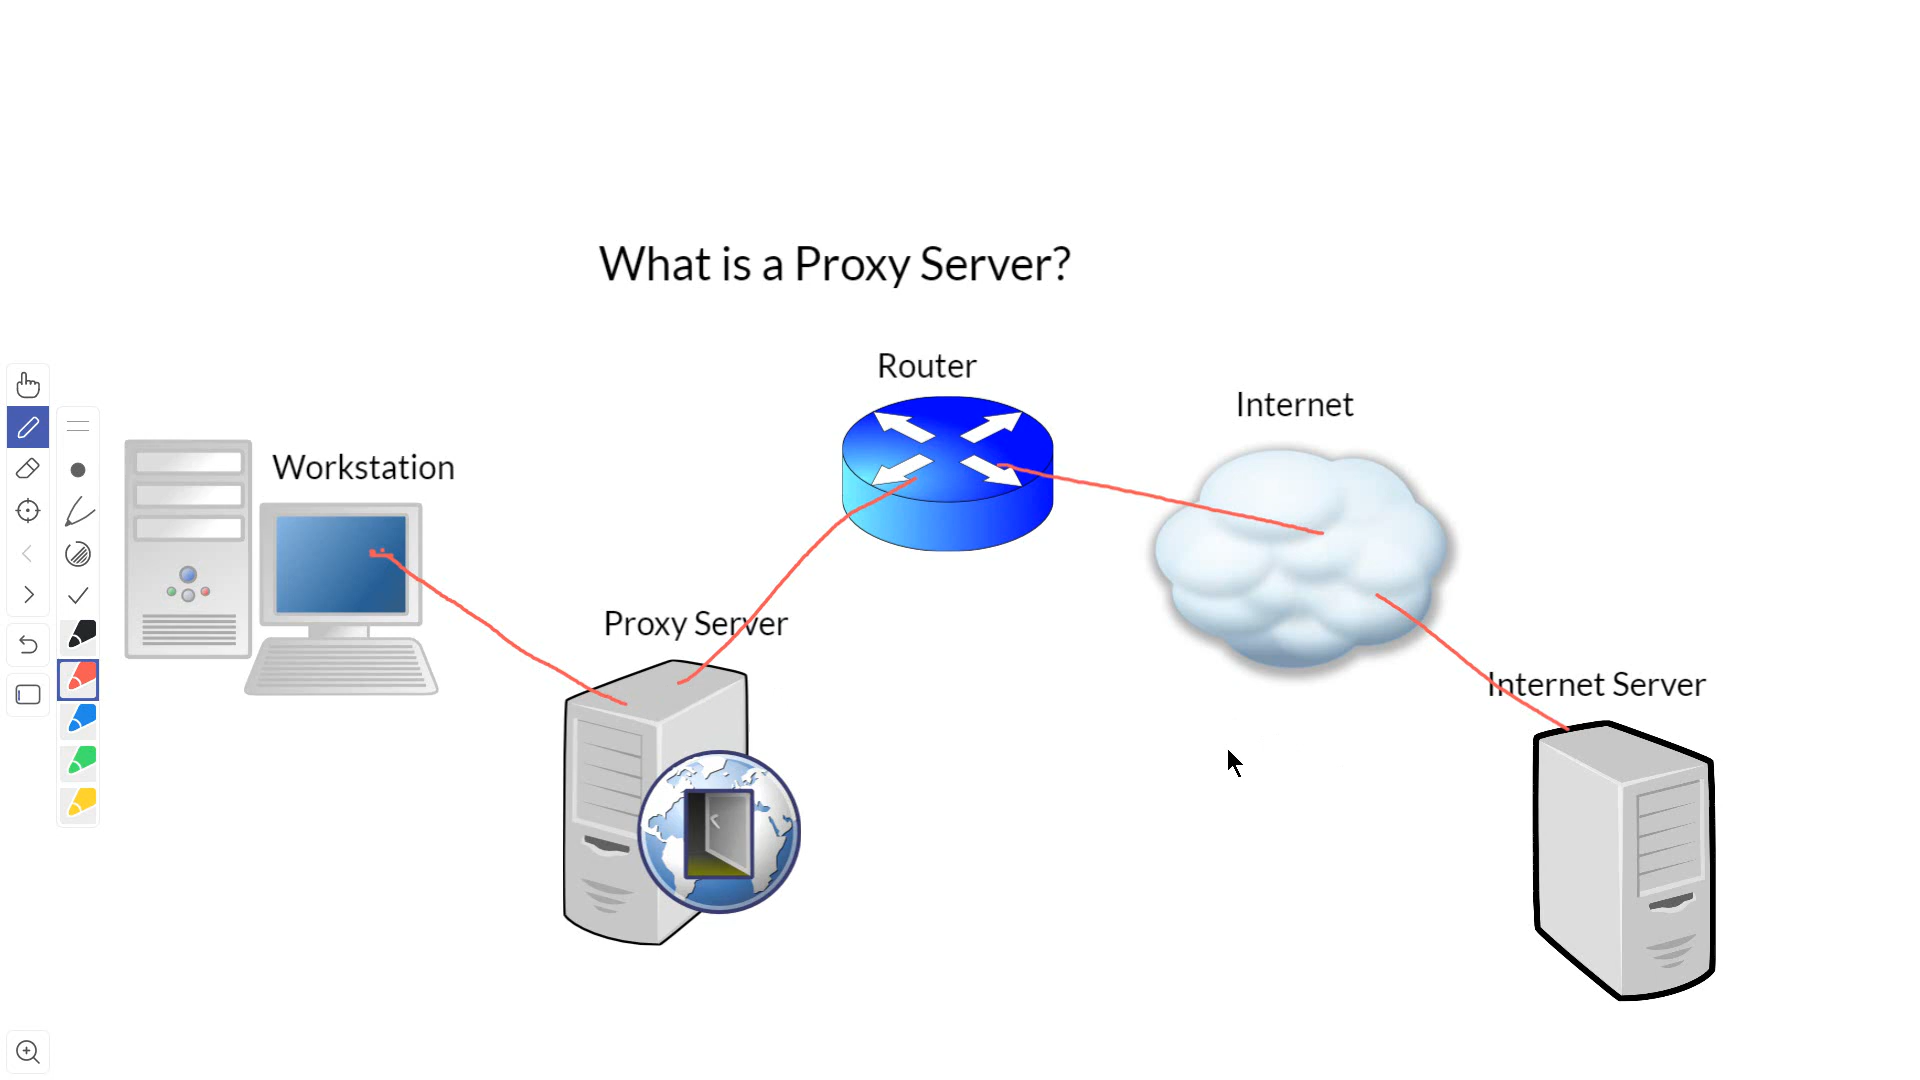 What is a Proxy Server?
Router
Internet
Workstation
Proxy Server
Internet Server